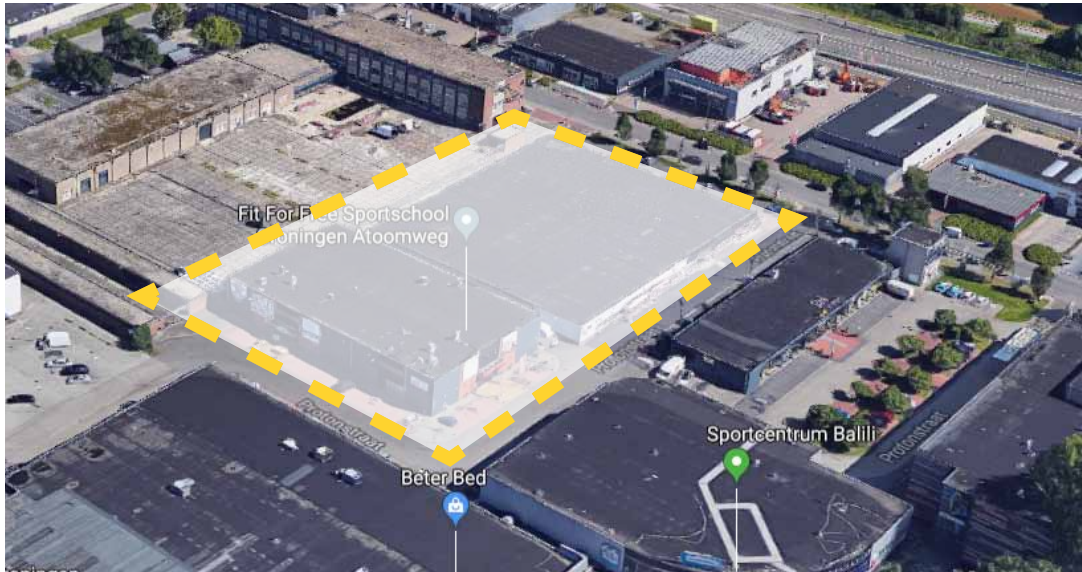 Fit For Free Sportschool
Groningen Atoomweg
Protonstraat
Sportcentrum Balili
Protonstraat
Beter Bed